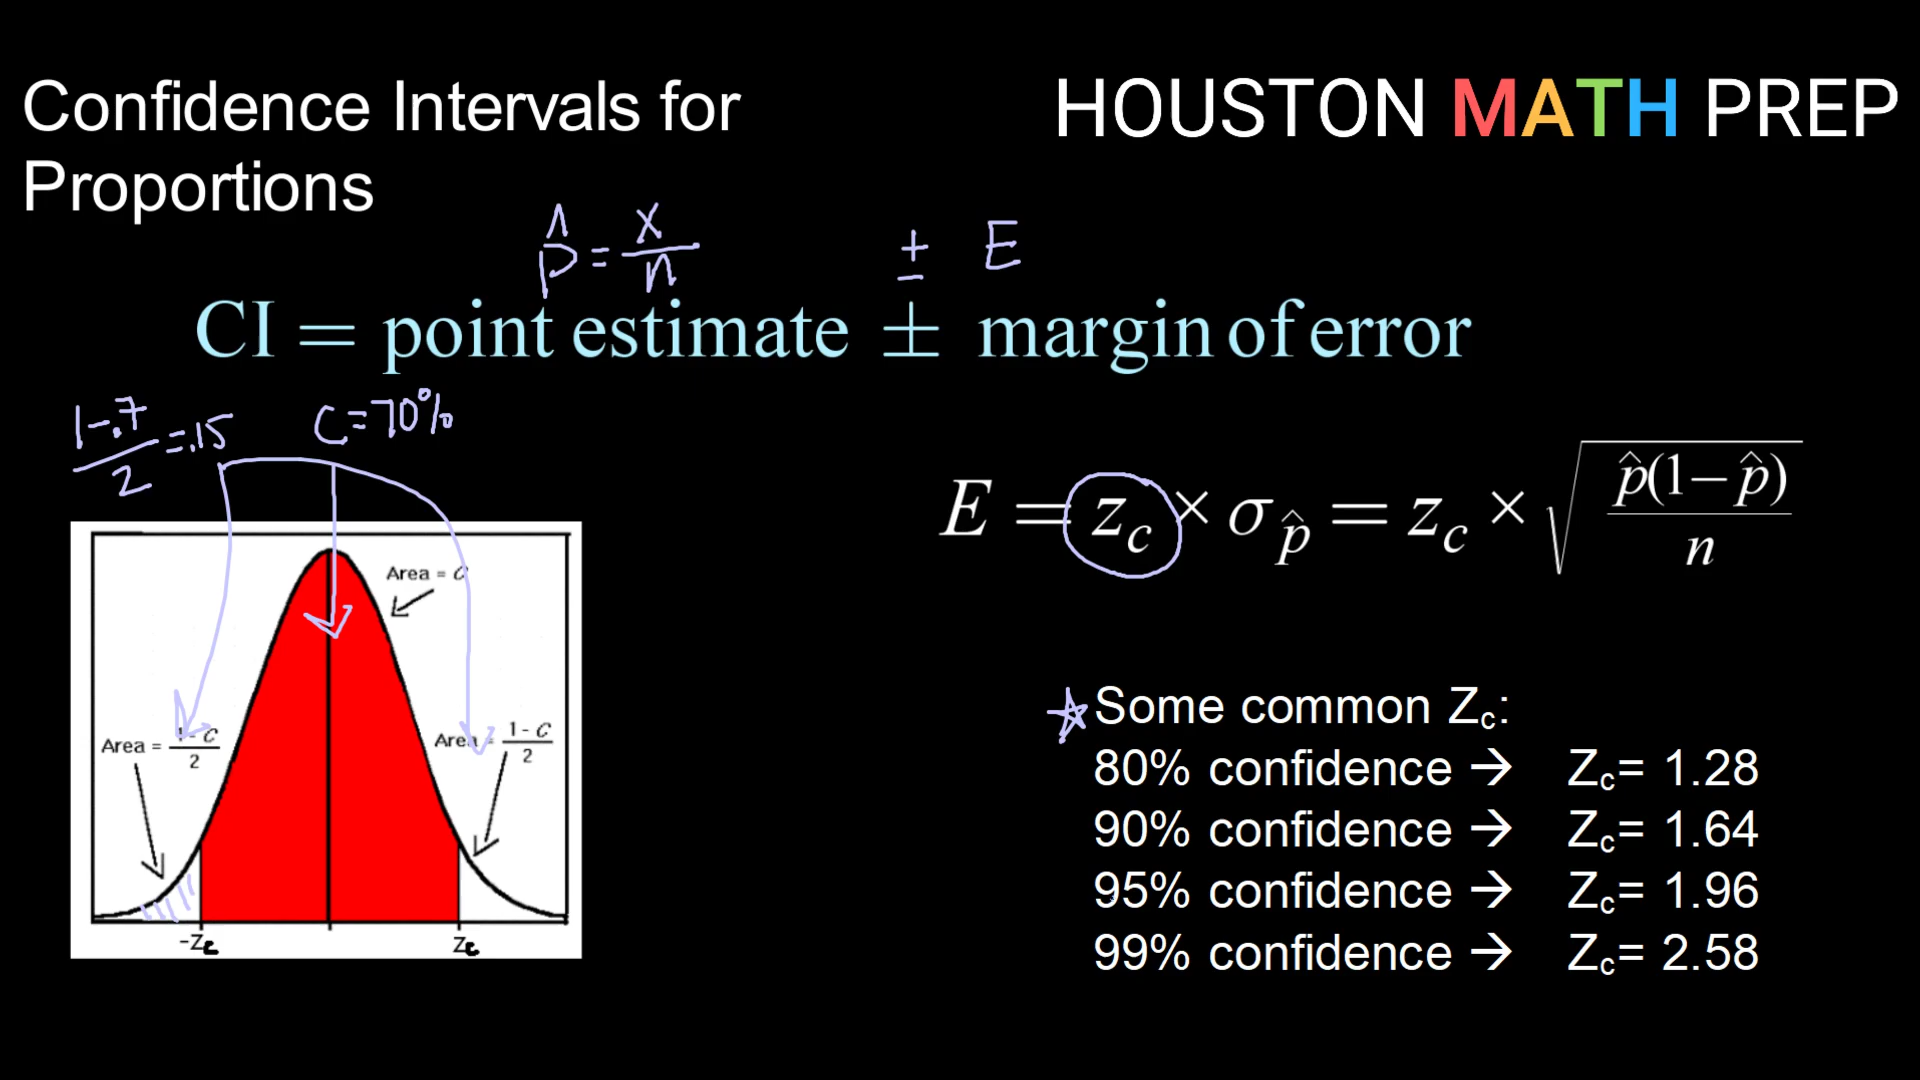 Confidence Intervals for
Proportions
HOUSTON MATH PREP
p̂ = x/n ± E
CI = point estimate ± margin of error
(1-.7)/2 = .15
C = 70%
E = z_c × σ_p̂ = z_c × √(p̂(1−p̂)/n)
Area = C
Area = (1-C)/2
Area = (1-C)/2
-Zc
Zc
Some common Zc:
80% confidence → Zc= 1.28
90% confidence → Zc= 1.64
95% confidence → Zc= 1.96
99% confidence → Zc= 2.58